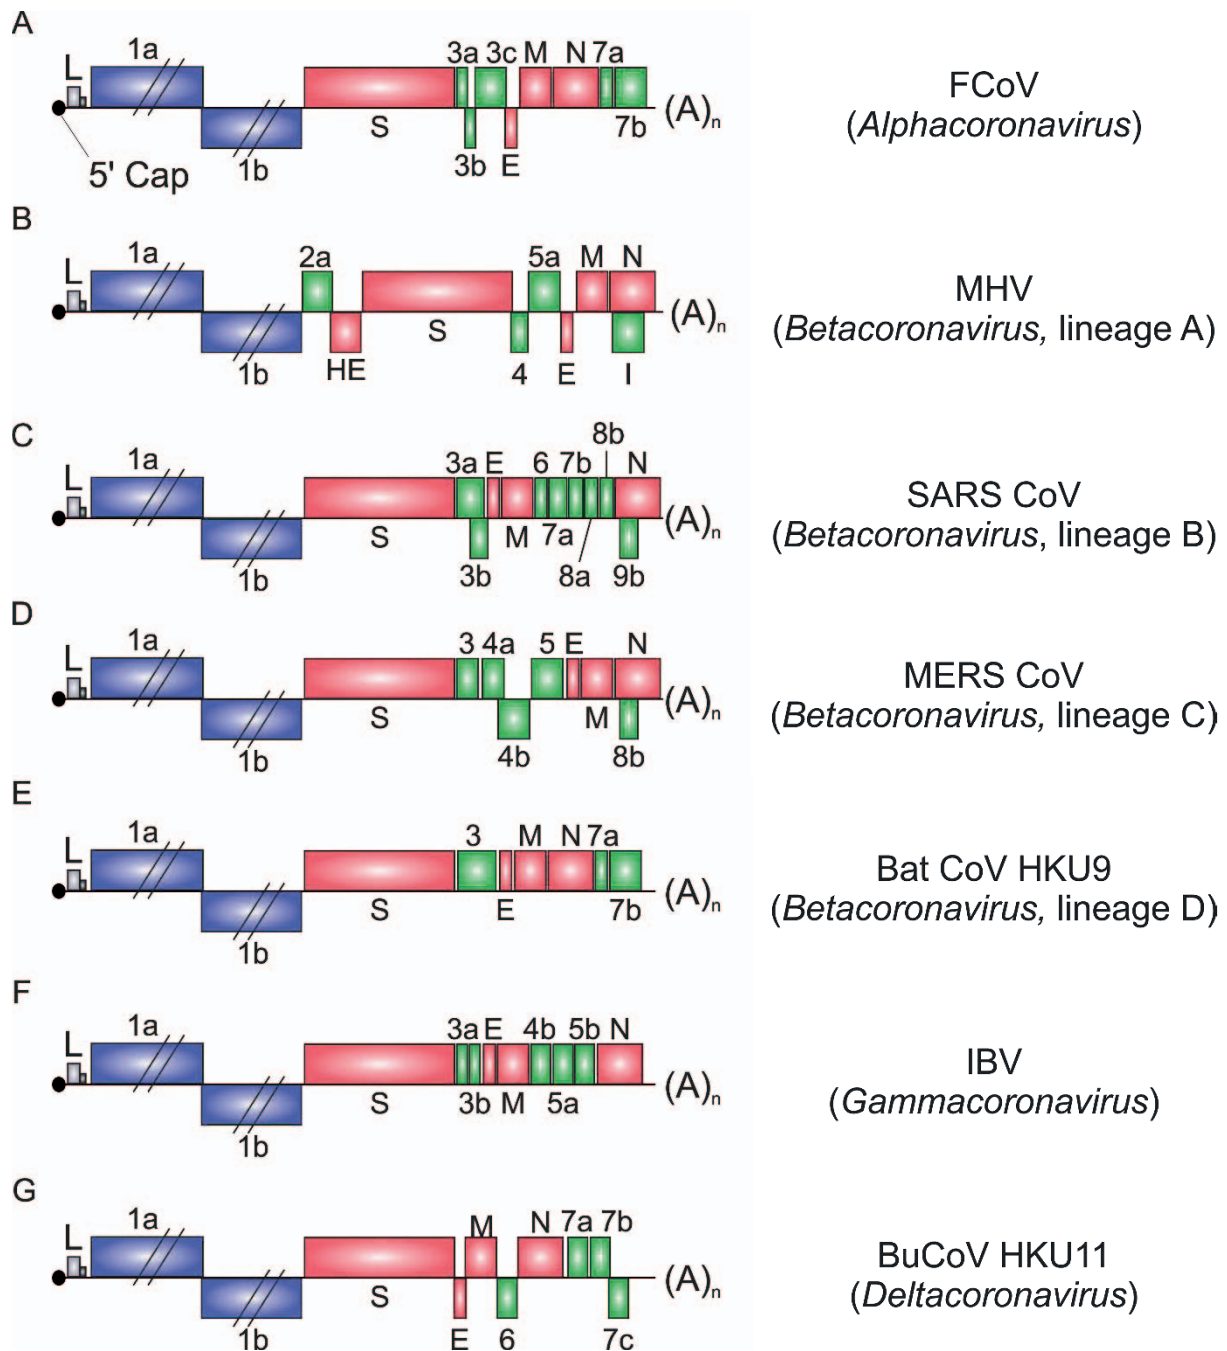 A
1a
3a 3c M N 7a
L
FCoV
(Alphacoronavirus)
(A)n
S
7b
5' Cap
1b
3b E
B
1a
2a
5a
M N
L
MHV
(Betacoronavirus, lineage A)
(A)n
S
1b
HE
4 E I
C
8b
1a
3a E 6 7b N
L
SARS CoV
(Betacoronavirus, lineage B)
(A)n
S
M 7a
1b
3b
8a
9b
D
1a
3 4a 5 E N
L
MERS CoV
(Betacoronavirus, lineage C)
(A)n
S
M
1b
4b
8b
E
1a
3 M N 7a
L
Bat CoV HKU9
(Betacoronavirus, lineage D)
(A)n
S
E
7b
1b
F
1a
3a E 4b 5b N
L
IBV
(Gammacoronavirus)
(A)n
S
3b M 5a
1b
G
1a
M N 7a 7b
L
BuCoV HKU11
(Deltacoronavirus)
(A)n
S
1b
E 6 7c